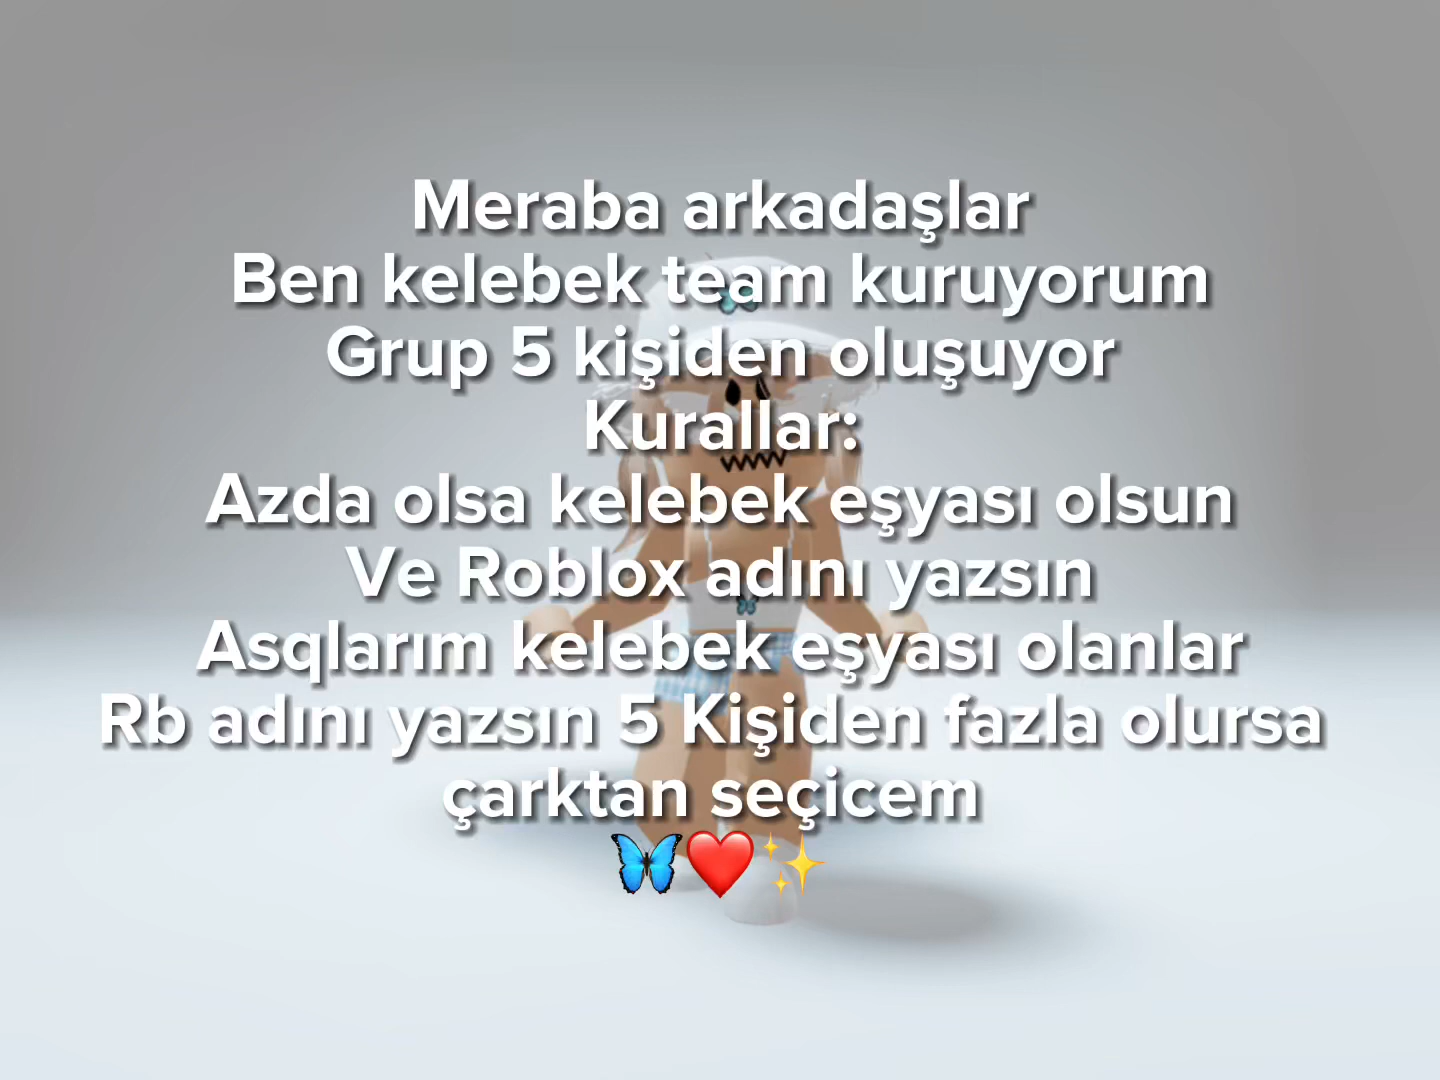 Meraba arkadaşlar
Ben kelebek team kuruyorum
Grup 5 kişiden oluşuyor
Kurallar:
Azda olsa kelebek eşyası olsun
Ve Roblox adını yazsın
Asqlarım kelebek eşyası olanlar
Rb adını yazsın 5 Kişiden fazla olursa
çarktan seçicem
🦋❤️✨